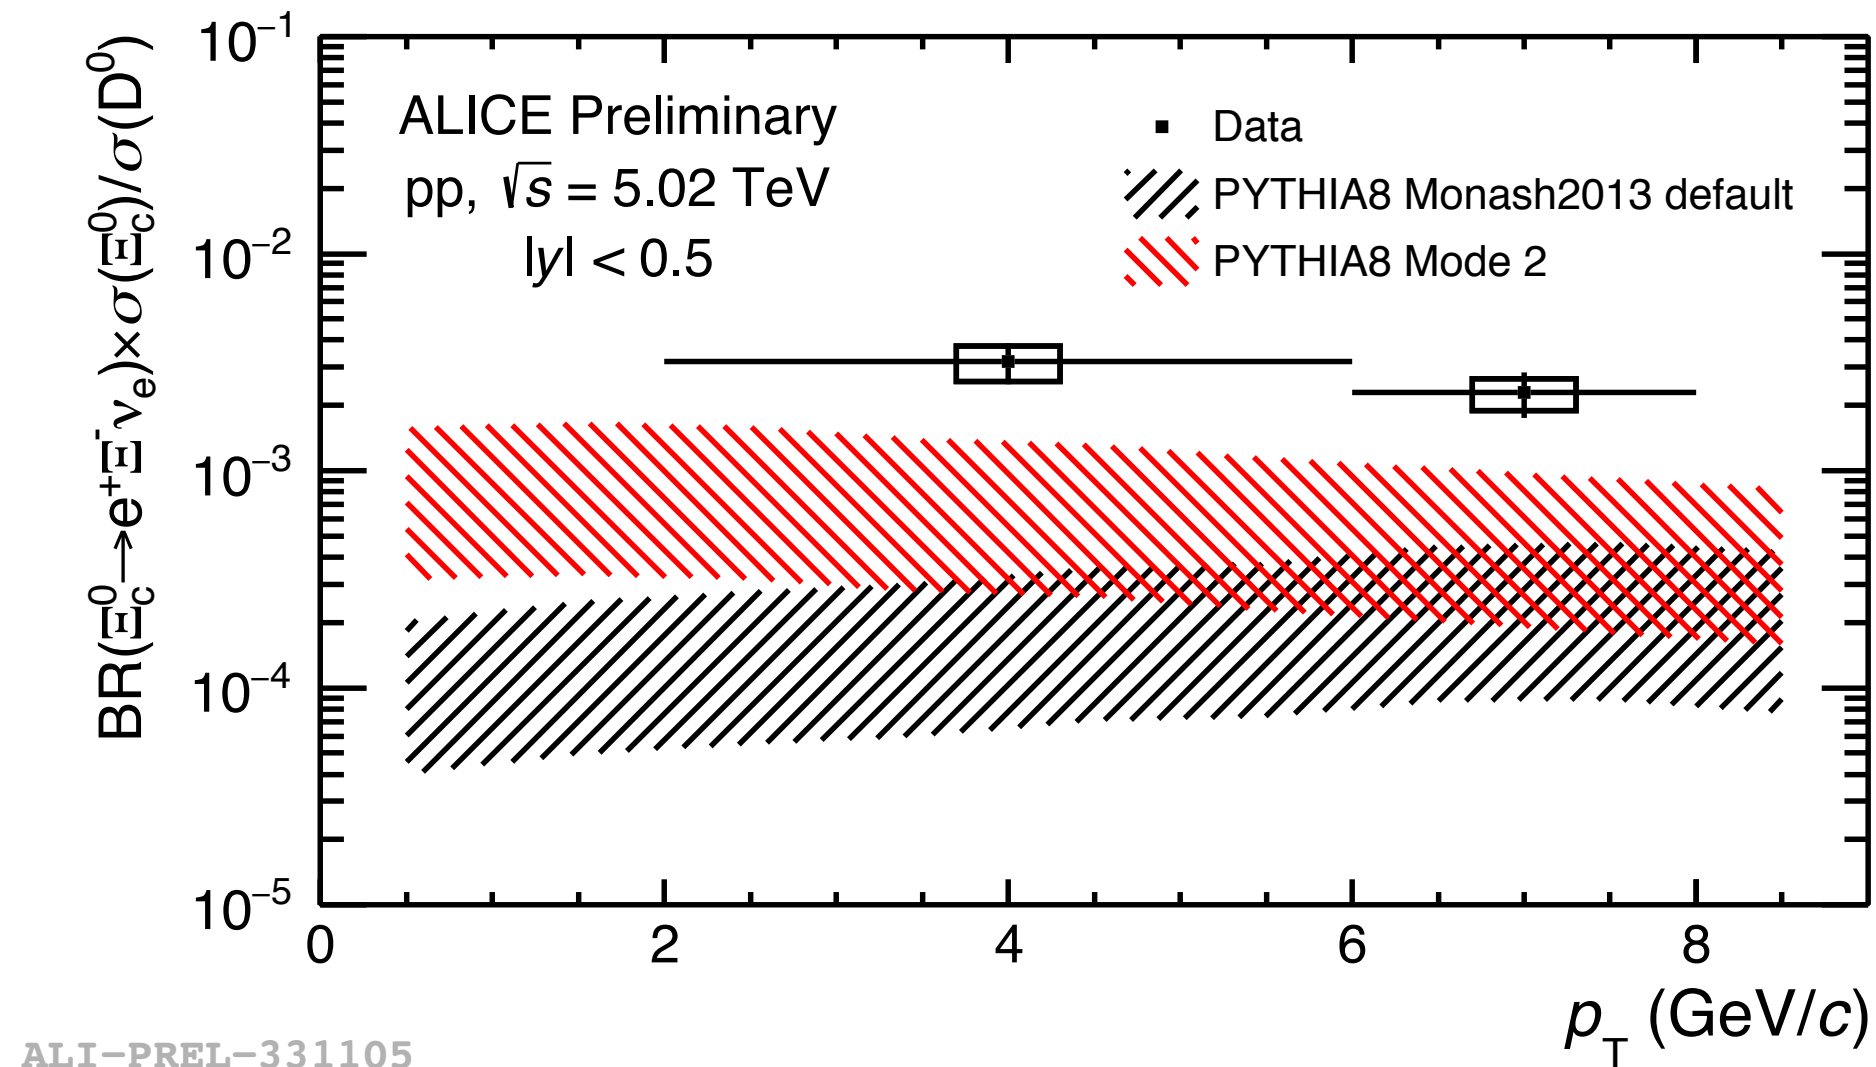 BR(Ξ⁰c→e⁺Ξ⁻νe)×σ(Ξ⁰c)/σ(D⁰)
10⁻¹
10⁻²
10⁻³
10⁻⁴
10⁻⁵
ALICE Preliminary
pp, √s = 5.02 TeV
|y| < 0.5
Data
PYTHIA8 Monash2013 default
PYTHIA8 Mode 2
0 2 4 6 8
pT (GeV/c)
ALI-PREL-331105